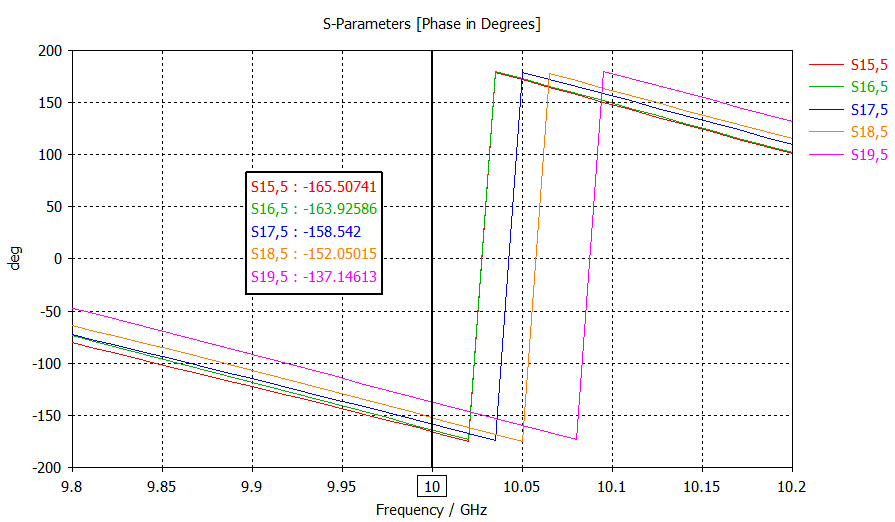 S-Parameters [Phase in Degrees]
200
150
100
50
0
-50
-100
-150
-200
deg
S15,5 : -165.50741
S16,5 : -163.92586
S17,5 : -158.542
S18,5 : -152.05015
S19,5 : -137.14613
S15,5
S16,5
S17,5
S18,5
S19,5
9.8 9.85 9.9 9.95 10 10.05 10.1 10.15 10.2
Frequency / GHz